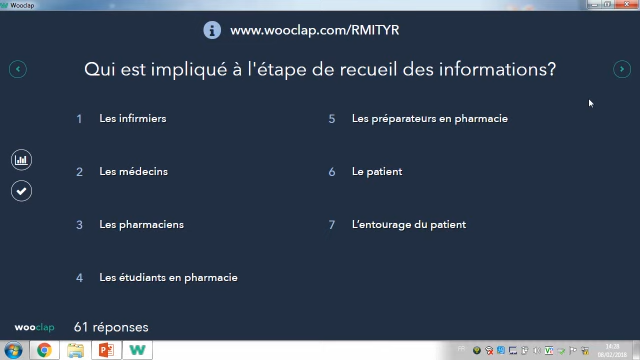 Wooclap
www.wooclap.com/RMITYR
Qui est impliqué à l'étape de recueil des informations?
1 Les infirmiers
2 Les médecins
3 Les pharmaciens
4 Les étudiants en pharmacie
5 Les préparateurs en pharmacie
6 Le patient
7 L'entourage du patient
wooclap 61 réponses
FR